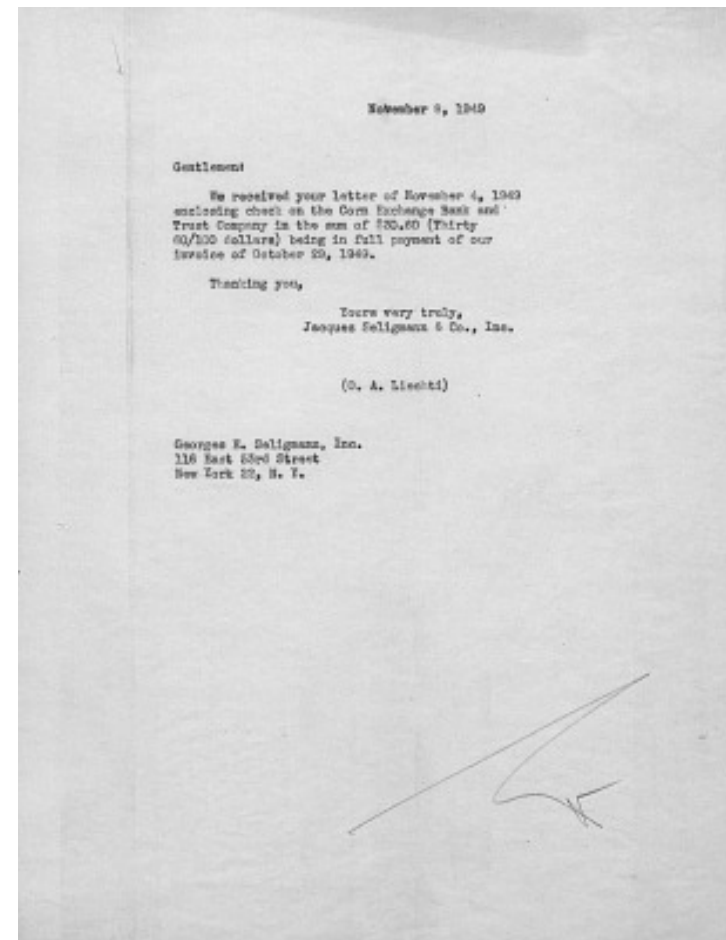 November 8, 1949
Gentlemen:
We received your letter of November 4, 1949
enclosing check on the Corn Exchange Bank and
Trust Company in the sum of $30.60 (Thirty
60/100 dollars) being in full payment of our
invoice of October 29, 1949.
Thanking you,
Yours very truly,
Jacques Seligmann & Co., Inc.
(O. A. Liechti)
Georges E. Seligmann, Inc.
116 East 53rd Street
New York 22, N. Y.